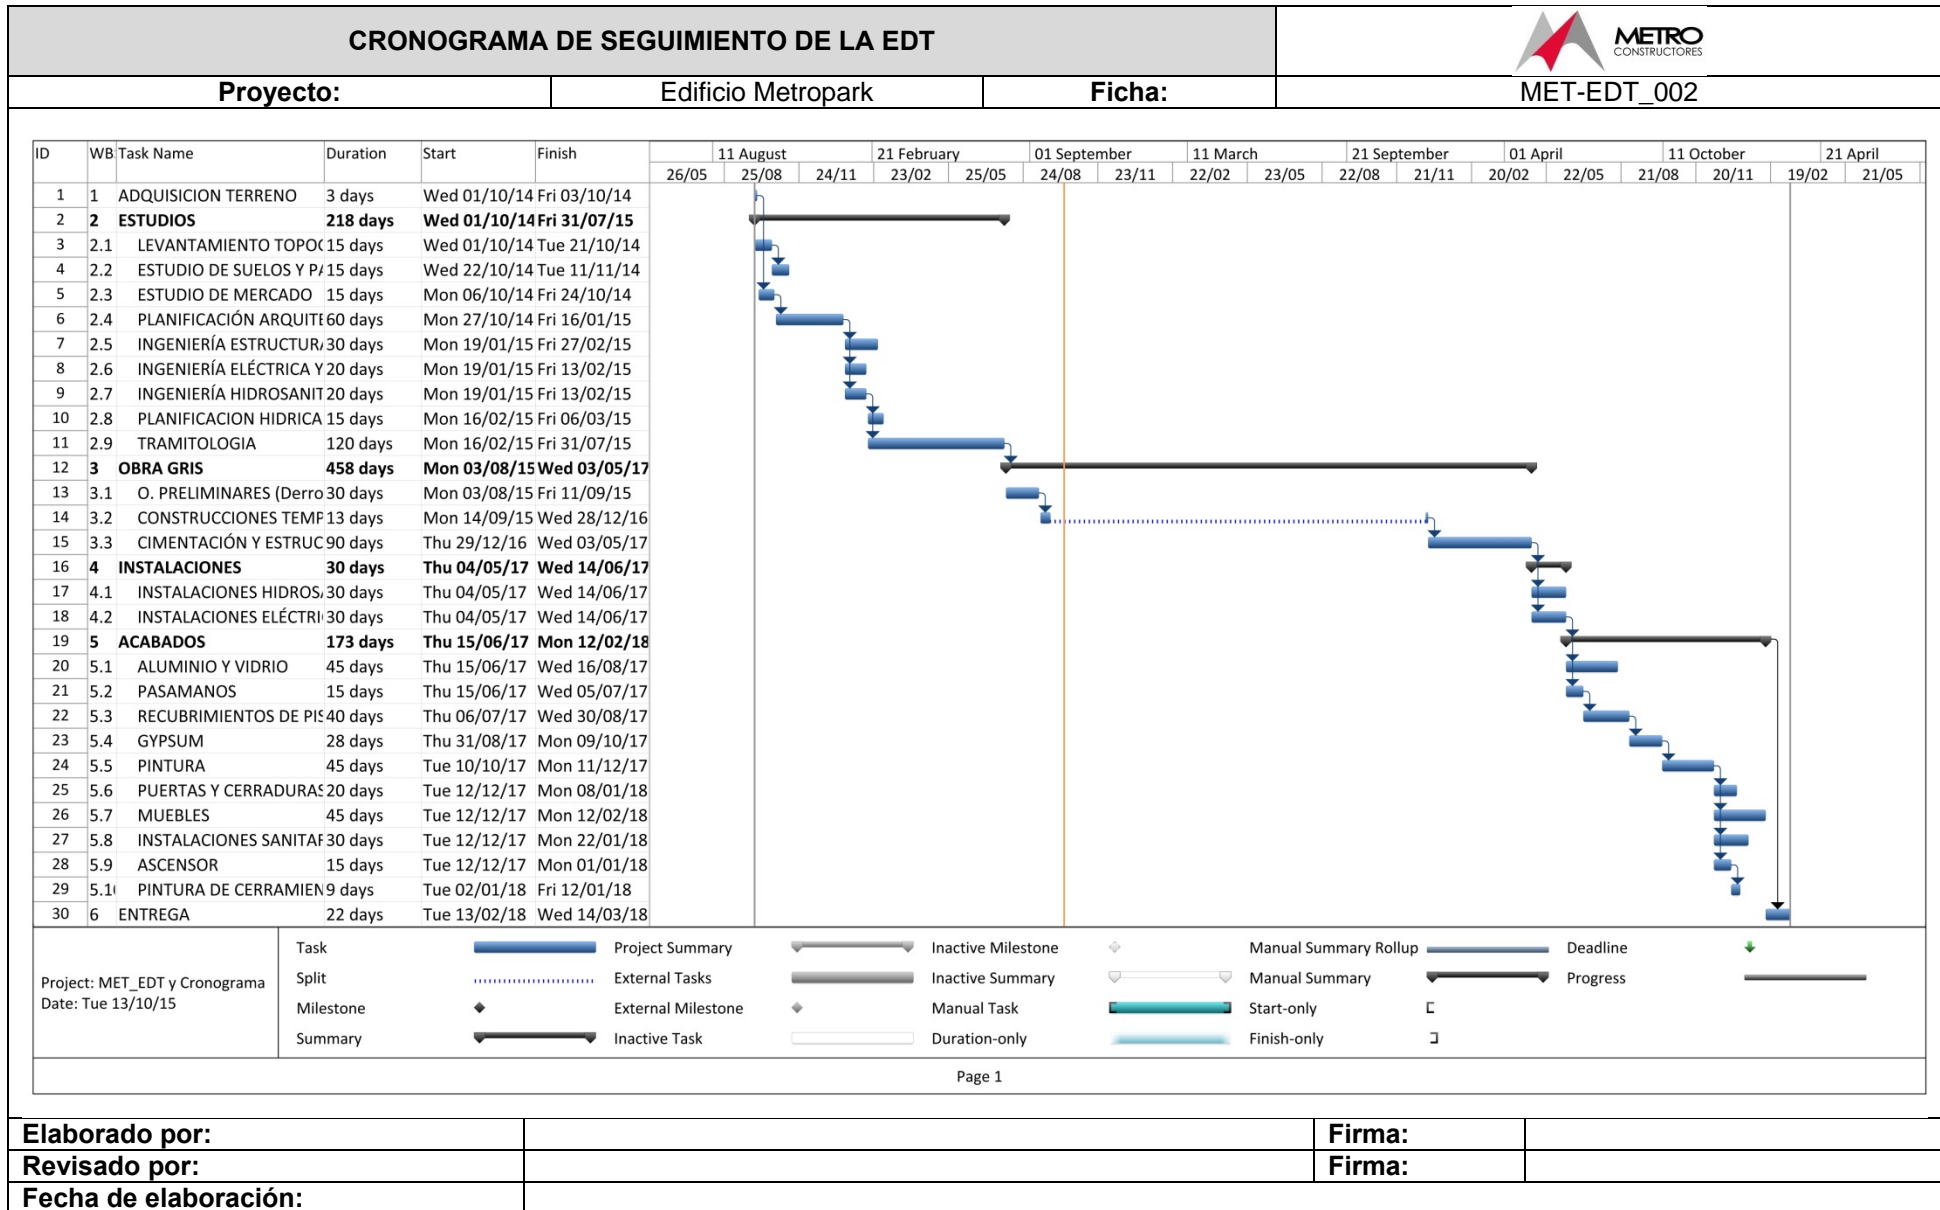 CRONOGRAMA DE SEGUIMIENTO DE LA EDT
METRO
CONSTRUCTORES
Proyecto: Edificio Metropark Ficha: MET-EDT_002
ID WB Task Name Duration Start Finish
11 August 21 February 01 September 11 March 21 September 01 April 11 October 21 April
26/05 25/08 24/11 23/02 25/05 24/08 23/11 22/02 23/05 22/08 21/11 20/02 22/05 21/08 20/11 19/02 21/05
1 1 ADQUISICION TERRENO 3 days Wed 01/10/14 Fri 03/10/14
2 2 ESTUDIOS 218 days Wed 01/10/14 Fri 31/07/15
3 2.1 LEVANTAMIENTO TOPOG 15 days Wed 01/10/14 Tue 21/10/14
4 2.2 ESTUDIO DE SUELOS Y PA 15 days Wed 22/10/14 Tue 11/11/14
5 2.3 ESTUDIO DE MERCADO 15 days Mon 06/10/14 Fri 24/10/14
6 2.4 PLANIFICACIÓN ARQUITE 60 days Mon 27/10/14 Fri 16/01/15
7 2.5 INGENIERÍA ESTRUCTURA 30 days Mon 19/01/15 Fri 27/02/15
8 2.6 INGENIERÍA ELÉCTRICA Y 20 days Mon 19/01/15 Fri 13/02/15
9 2.7 INGENIERÍA HIDROSANIT 20 days Mon 19/01/15 Fri 13/02/15
10 2.8 PLANIFICACION HIDRICA 15 days Mon 16/02/15 Fri 06/03/15
11 2.9 TRAMITOLOGIA 120 days Mon 16/02/15 Fri 31/07/15
12 3 OBRA GRIS 458 days Mon 03/08/15 Wed 03/05/17
13 3.1 O. PRELIMINARES (Derro 30 days Mon 03/08/15 Fri 11/09/15
14 3.2 CONSTRUCCIONES TEMP 13 days Mon 14/09/15 Wed 28/12/16
15 3.3 CIMENTACIÓN Y ESTRUC 90 days Thu 29/12/16 Wed 03/05/17
16 4 INSTALACIONES 30 days Thu 04/05/17 Wed 14/06/17
17 4.1 INSTALACIONES HIDROSA 30 days Thu 04/05/17 Wed 14/06/17
18 4.2 INSTALACIONES ELÉCTRI 30 days Thu 04/05/17 Wed 14/06/17
19 5 ACABADOS 173 days Thu 15/06/17 Mon 12/02/18
20 5.1 ALUMINIO Y VIDRIO 45 days Thu 15/06/17 Wed 16/08/17
21 5.2 PASAMANOS 15 days Thu 15/06/17 Wed 05/07/17
22 5.3 RECUBRIMIENTOS DE PIS 40 days Thu 06/07/17 Wed 30/08/17
23 5.4 GYPSUM 28 days Thu 31/08/17 Mon 09/10/17
24 5.5 PINTURA 45 days Tue 10/10/17 Mon 11/12/17
25 5.6 PUERTAS Y CERRADURAS 20 days Tue 12/12/17 Mon 08/01/18
26 5.7 MUEBLES 45 days Tue 12/12/17 Mon 12/02/18
27 5.8 INSTALACIONES SANITAR 30 days Tue 12/12/17 Mon 22/01/18
28 5.9 ASCENSOR 15 days Tue 12/12/17 Mon 01/01/18
29 5.10 PINTURA DE CERRAMIEN 9 days Tue 02/01/18 Fri 12/01/18
30 6 ENTREGA 22 days Tue 13/02/18 Wed 14/03/18
Project: MET_EDT y Cronograma
Date: Tue 13/10/15
Task Project Summary Inactive Milestone Manual Summary Rollup Deadline
Split External Tasks Inactive Summary Manual Summary Progress
Milestone External Milestone Manual Task Start-only
Summary Inactive Task Duration-only Finish-only
Page 1
Elaborado por: Firma:
Revisado por: Firma:
Fecha de elaboración: